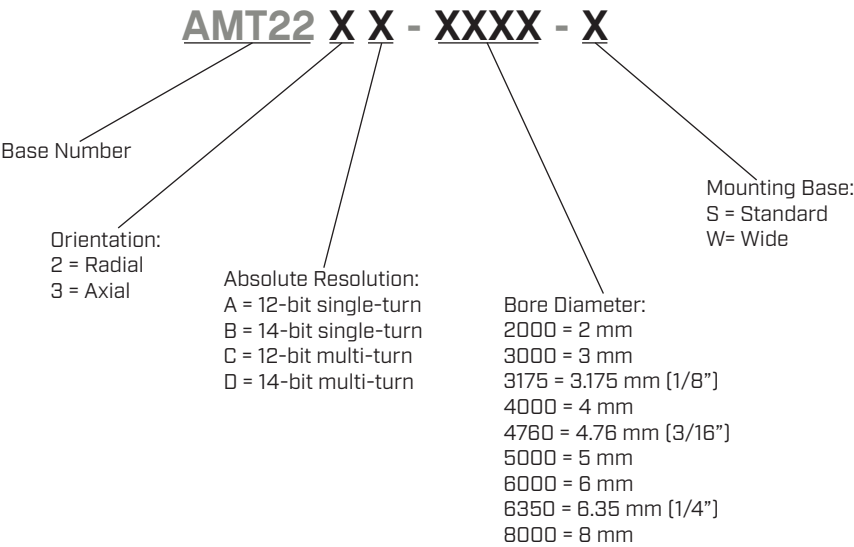 AMT22 X X - XXXX - X
Base Number
Orientation:
2 = Radial
3 = Axial
Absolute Resolution:
A = 12-bit single-turn
B = 14-bit single-turn
C = 12-bit multi-turn
D = 14-bit multi-turn
Bore Diameter:
2000 = 2 mm
3000 = 3 mm
3175 = 3.175 mm (1/8”)
4000 = 4 mm
4760 = 4.76 mm (3/16”)
5000 = 5 mm
6000 = 6 mm
6350 = 6.35 mm (1/4”)
8000 = 8 mm
Mounting Base:
S = Standard
W= Wide